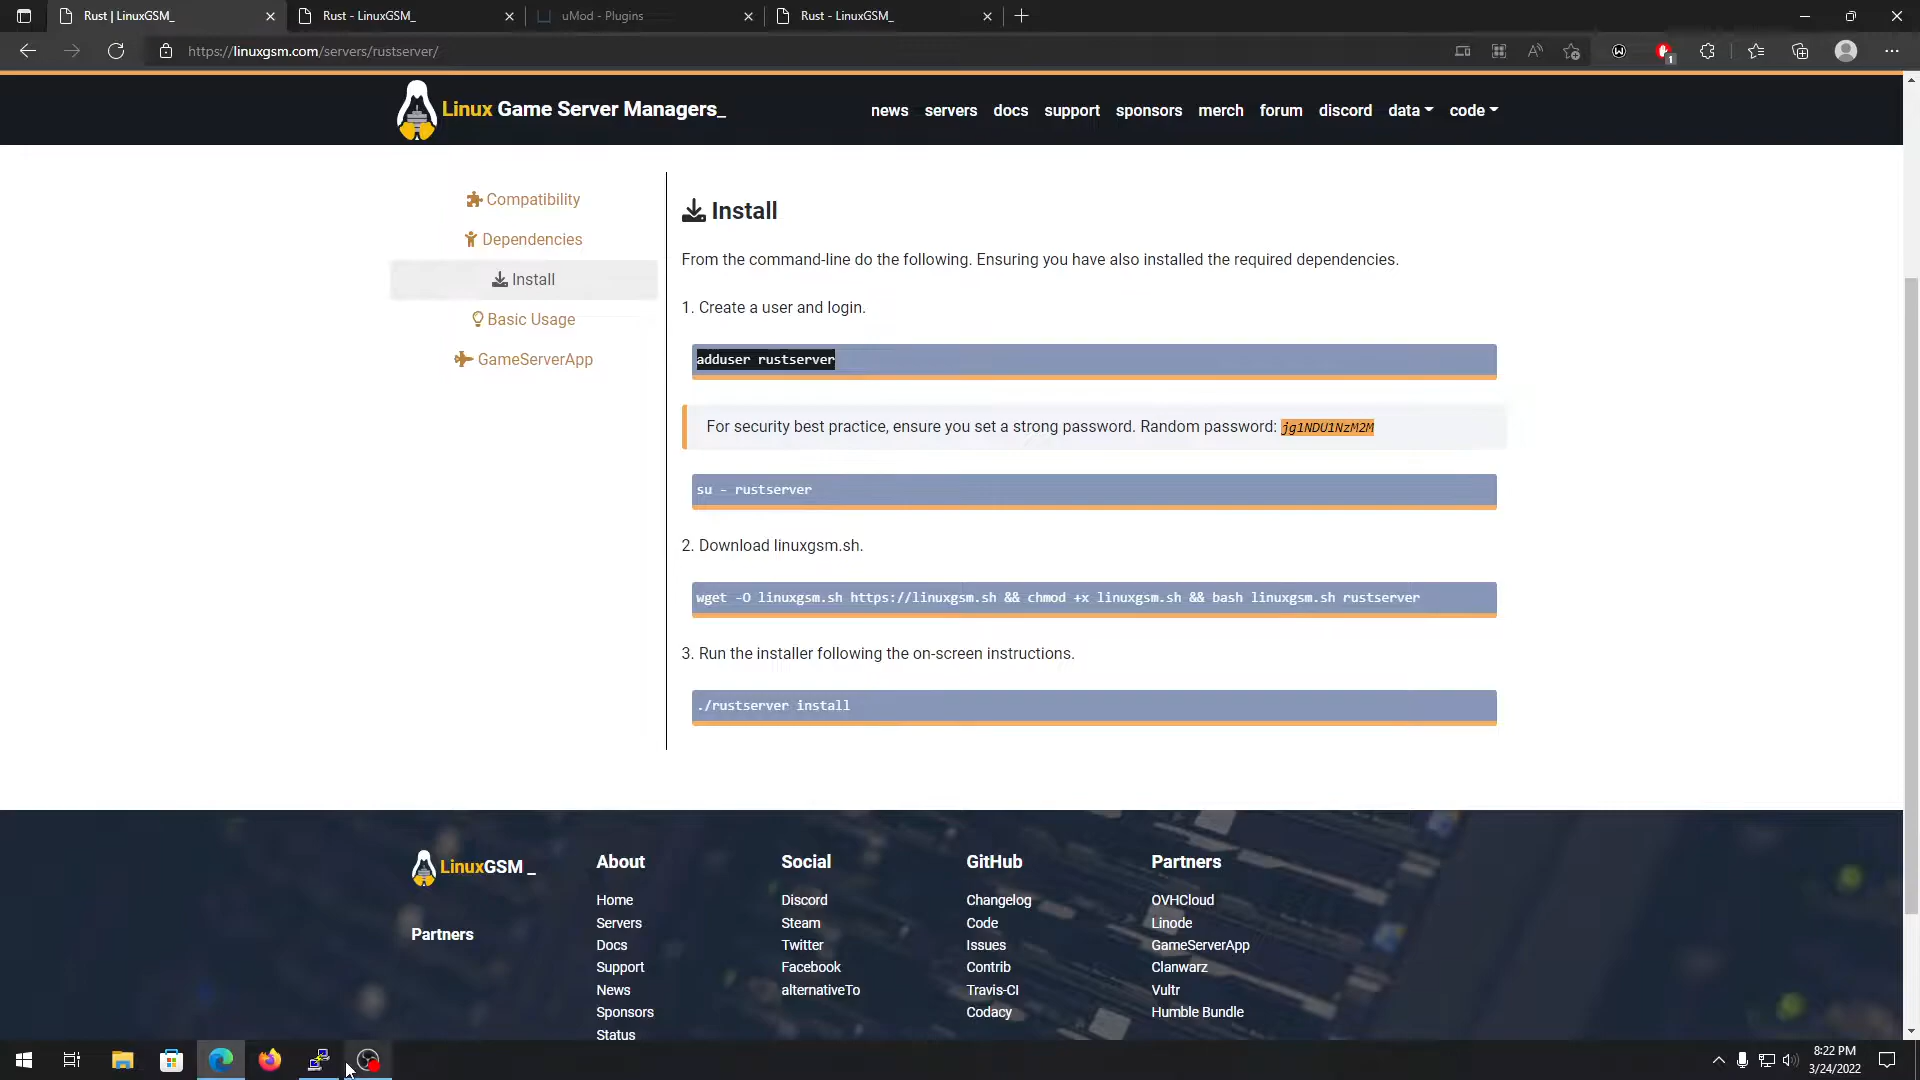 Rust | LinuxGSM_
Rust - LinuxGSM_
uMod - Plugins
Rust - LinuxGSM_
https://linuxgsm.com/servers/rustserver/
1
Linux Game Server Managers_
news servers docs support sponsors merch forum discord data code
Compatibility
Dependencies
Install
Basic Usage
GameServerApp
Install
From the command-line do the following. Ensuring you have also installed the required dependencies.
1. Create a user and login.
adduser rustserver
For security best practice, ensure you set a strong password. Random password: jg1NDU1NzM2M
su - rustserver
2. Download linuxgsm.sh.
wget -O linuxgsm.sh https://linuxgsm.sh && chmod +x linuxgsm.sh && bash linuxgsm.sh rustserver
3. Run the installer following the on-screen instructions.
./rustserver install
LinuxGSM _
Partners
About
Home
Servers
Docs
Support
News
Sponsors
Status
Social
Discord
Steam
Twitter
Facebook
alternativeTo
GitHub
Changelog
Code
Issues
Contrib
Travis-CI
Codacy
Partners
OVHCloud
Linode
GameServerApp
Clanwarz
Vultr
Humble Bundle
8:22 PM
3/24/2022